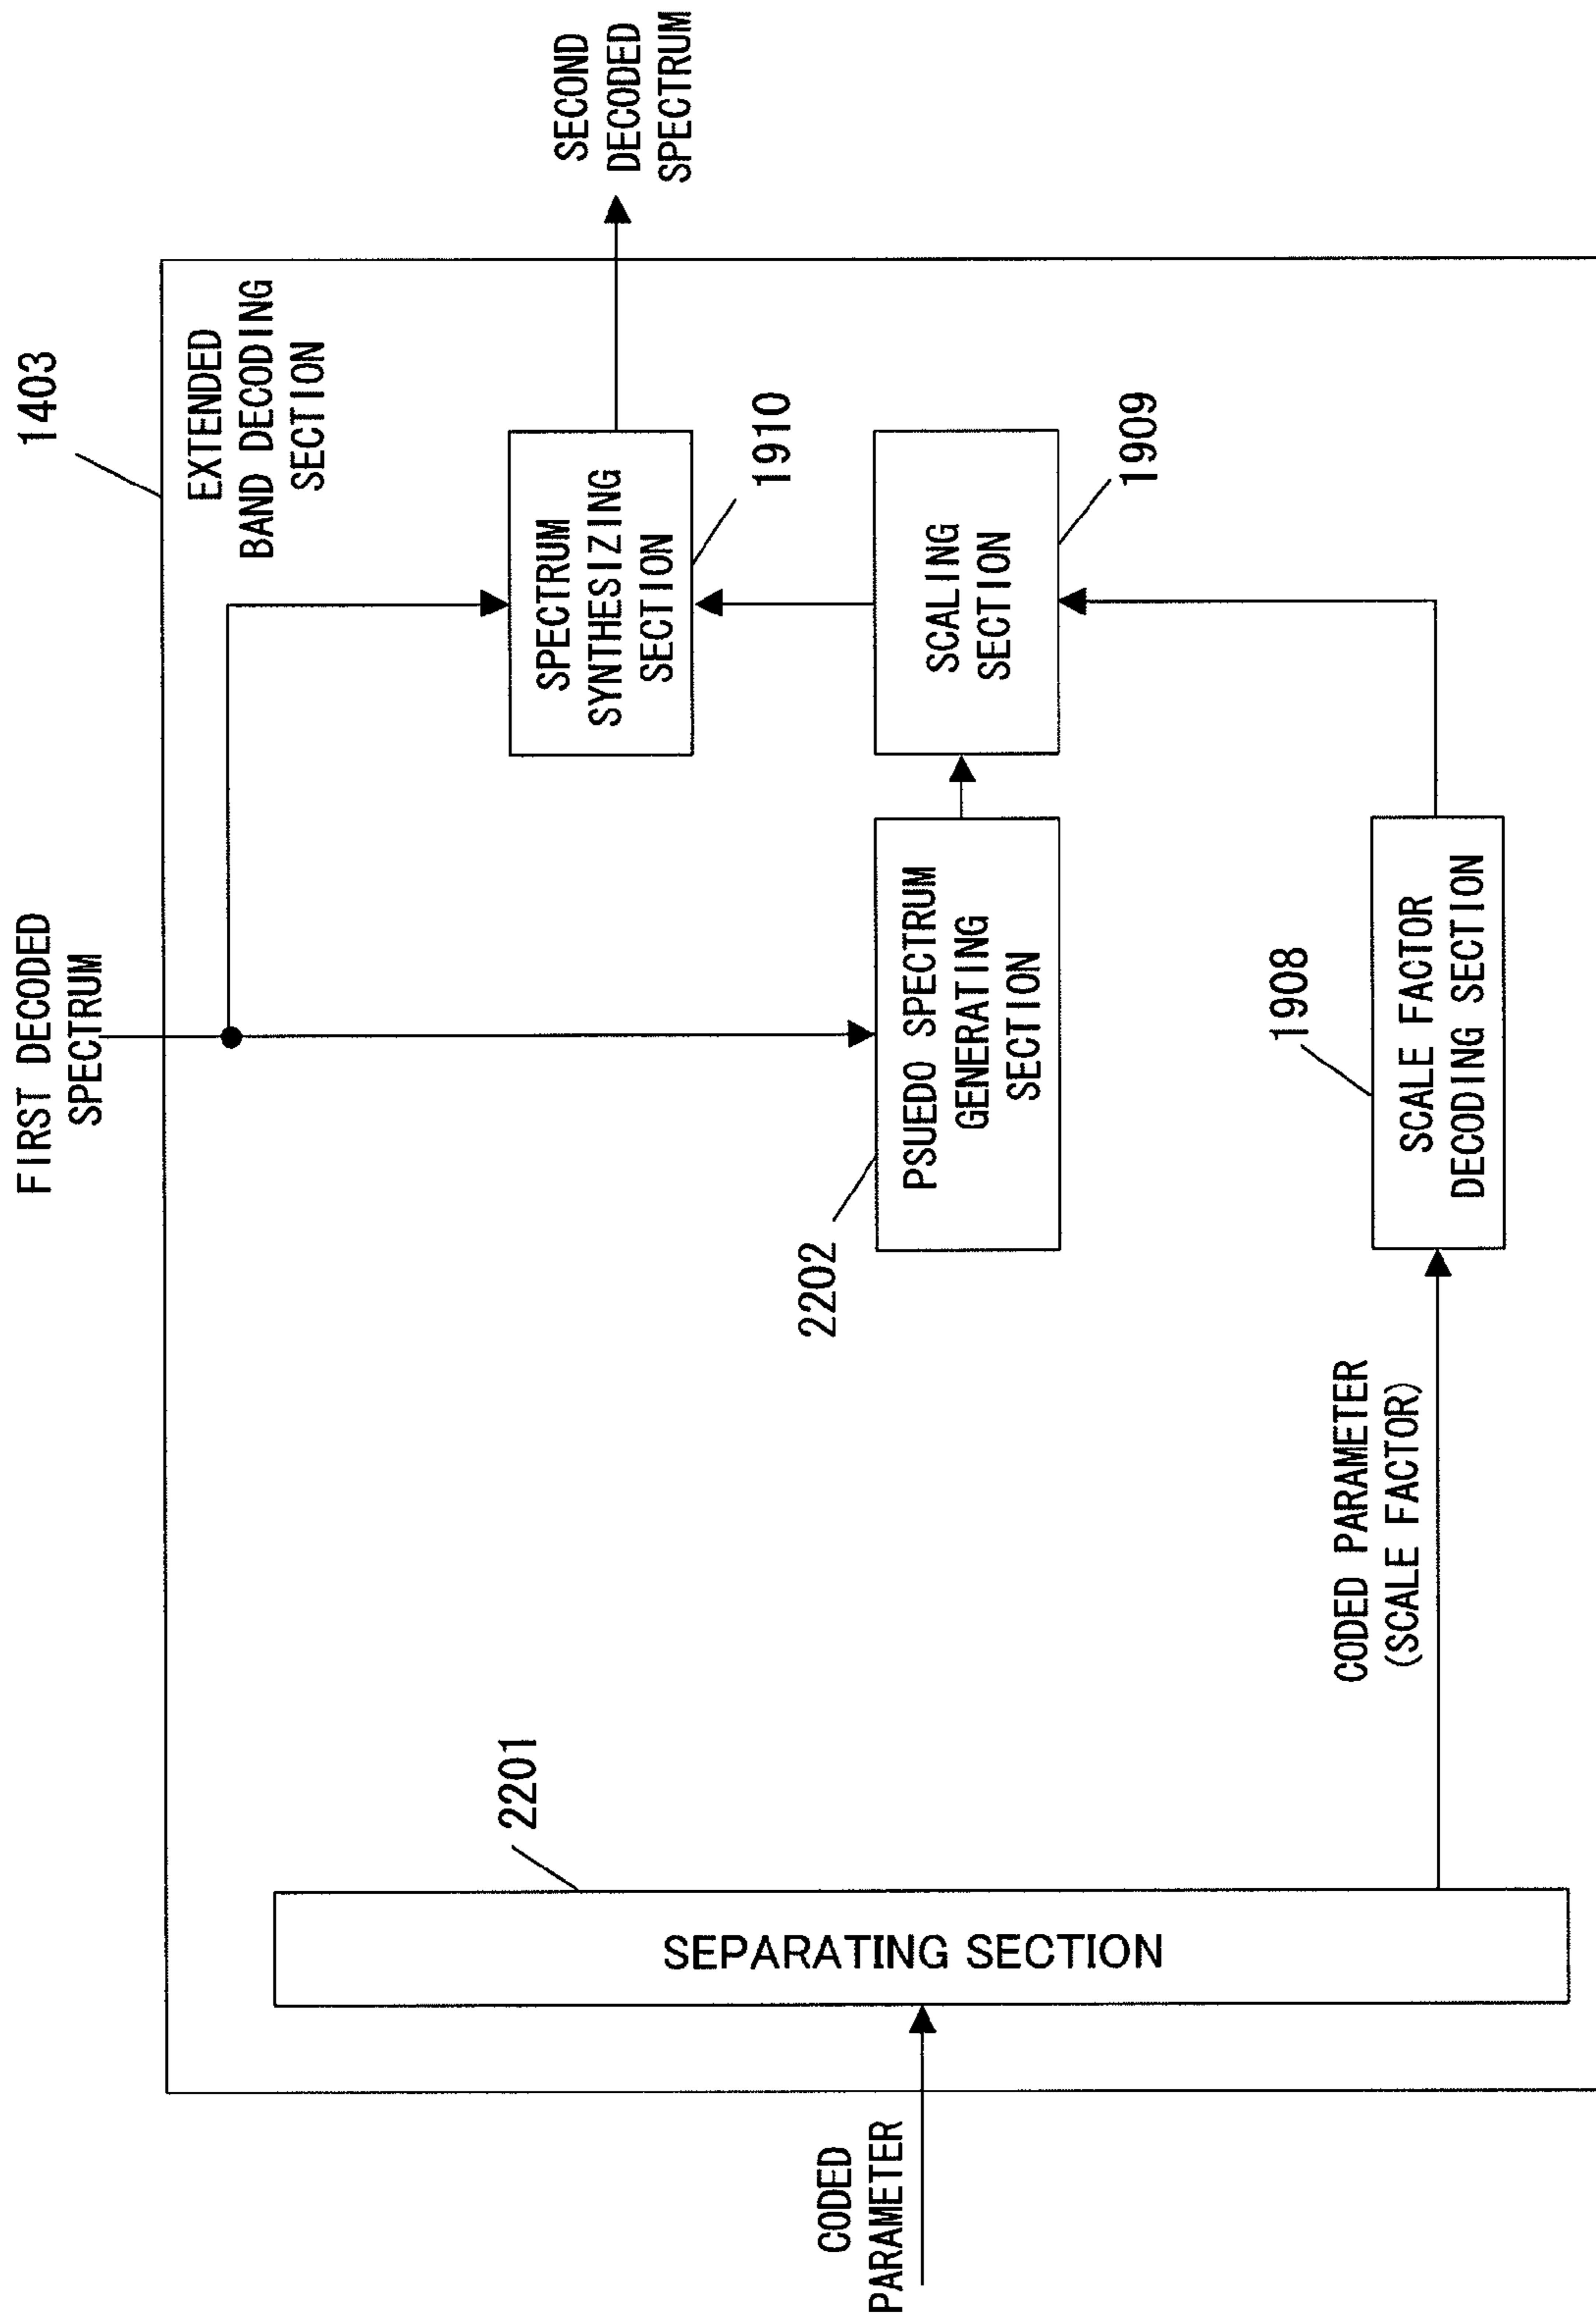 1403
FIRST DECODED
SPECTRUM
EXTENDED
BAND DECODING
SECTION
SECOND
DECODED
SPECTRUM
SPECTRUM
SYNTHESIZING
SECTION
1910
2201
SEPARATING SECTION
CODED
PARAMETER
2202
PSUEDO SPECTRUM
GENERATING
SECTION
SCALING
SECTION
1909
CODED PARAMETER
(SCALE FACTOR)
1908
SCALE FACTOR
DECODING SECTION